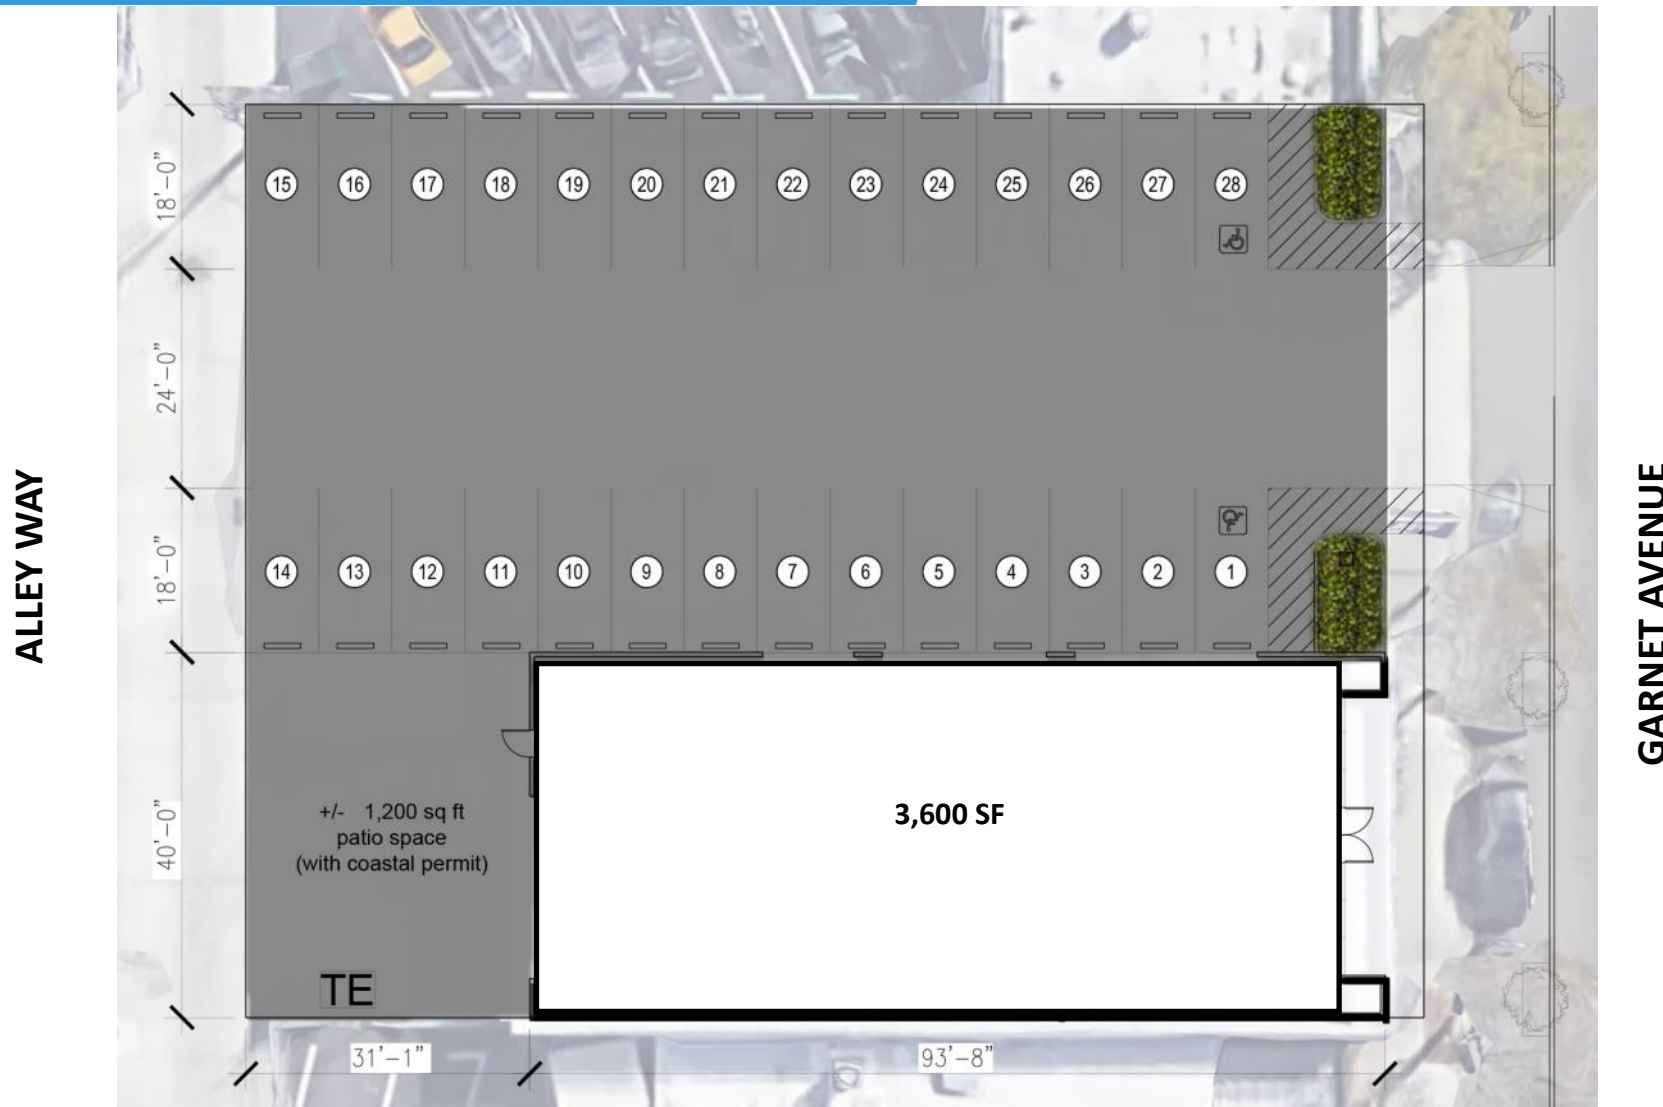 18'-0"
15 16 17 18 19 20 21 22 23 24 25 26 27 28
24'-0"
ALLEY WAY
GARNET AVENUE
18'-0"
14 13 12 11 10 9 8 7 6 5 4 3 2 1
40'-0"
+/- 1,200 sq ft
patio space
(with coastal permit)
3,600 SF
TE
31'-1"
93'-8"